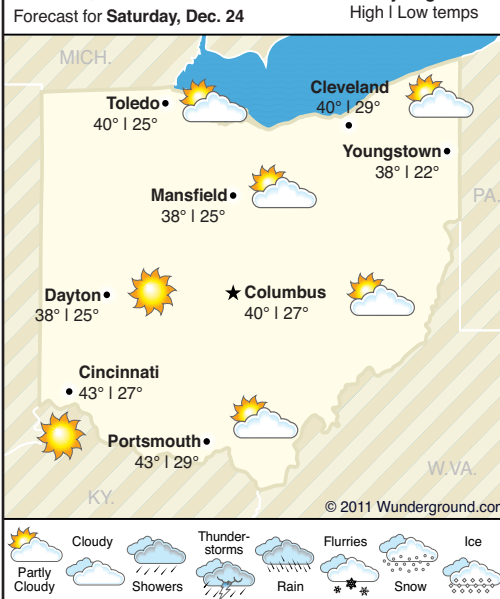 Forecast for Saturday, Dec. 24
High | Low temps
MICH.
Cleveland
40° | 29°
Toledo
40° | 25°
Youngstown
38° | 22°
Mansfield
38° | 25°
PA.
Dayton
38° | 25°
Columbus
40° | 27°
Cincinnati
43° | 27°
Portsmouth
43° | 29°
W.VA.
KY.
© 2011 Wunderground.com
Partly
Cloudy
Cloudy
Showers
Thunder-
storms
Rain
Flurries
Snow
Ice